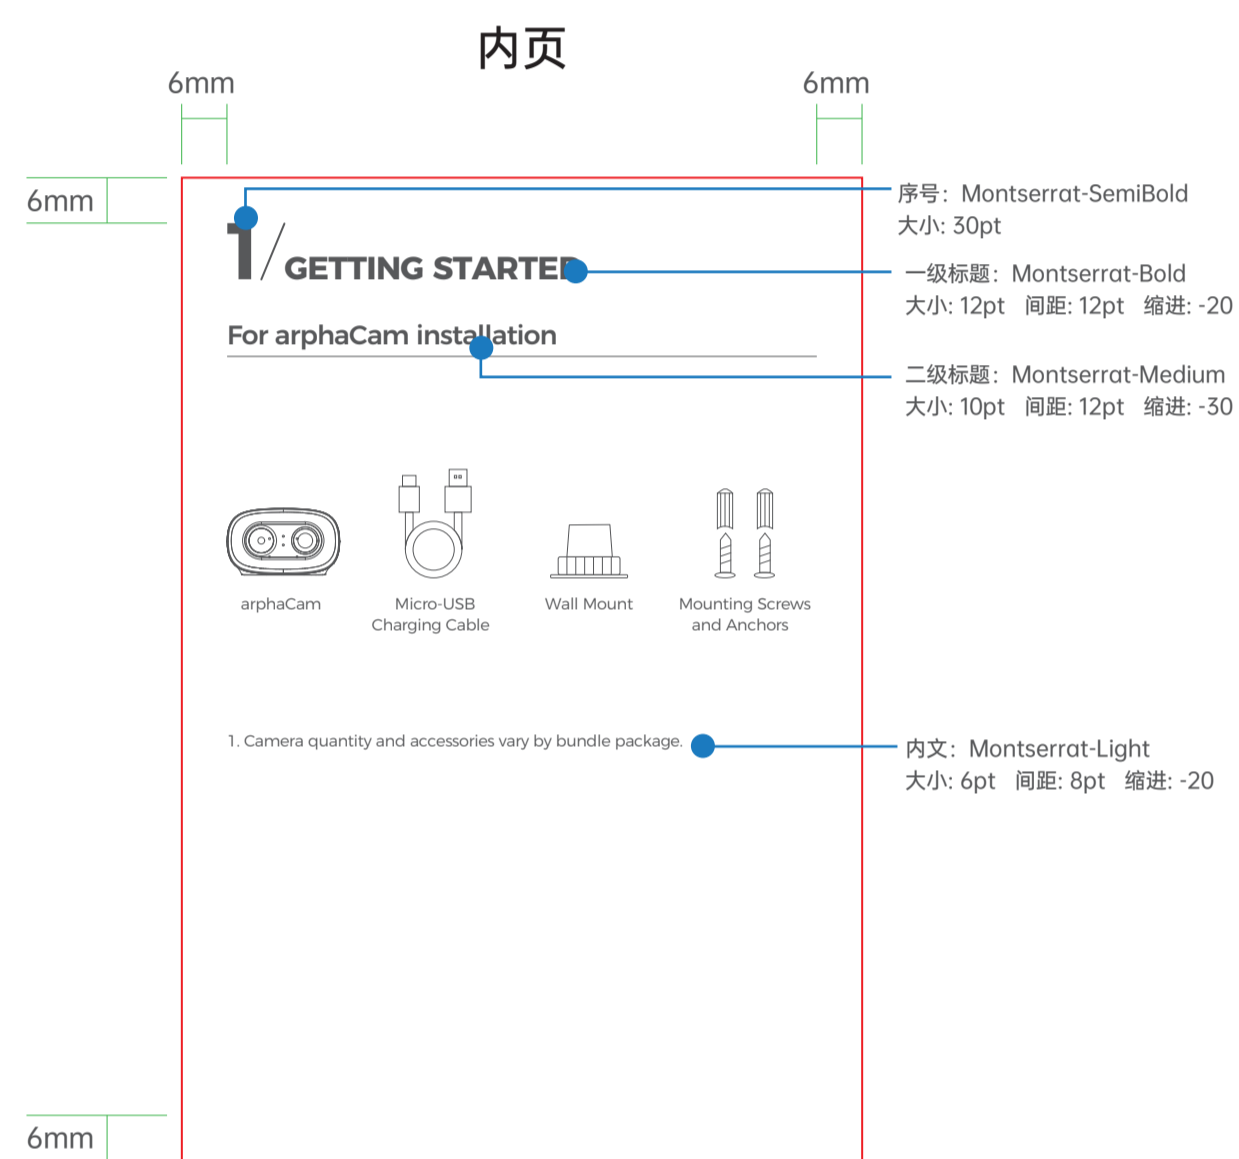 内页
6mm
6mm
6mm
序号：Montserrat-SemiBold
大小: 30pt
1/GETTING STARTED
一级标题：Montserrat-Bold
大小: 12pt 间距: 12pt 缩进: -20
For arphaCam installation
二级标题：Montserrat-Medium
大小: 10pt 间距: 12pt 缩进: -30
arphaCam
Micro-USB
Charging Cable
Wall Mount
Mounting Screws
and Anchors
1. Camera quantity and accessories vary by bundle package.
内文：Montserrat-Light
大小: 6pt 间距: 8pt 缩进: -20
6mm